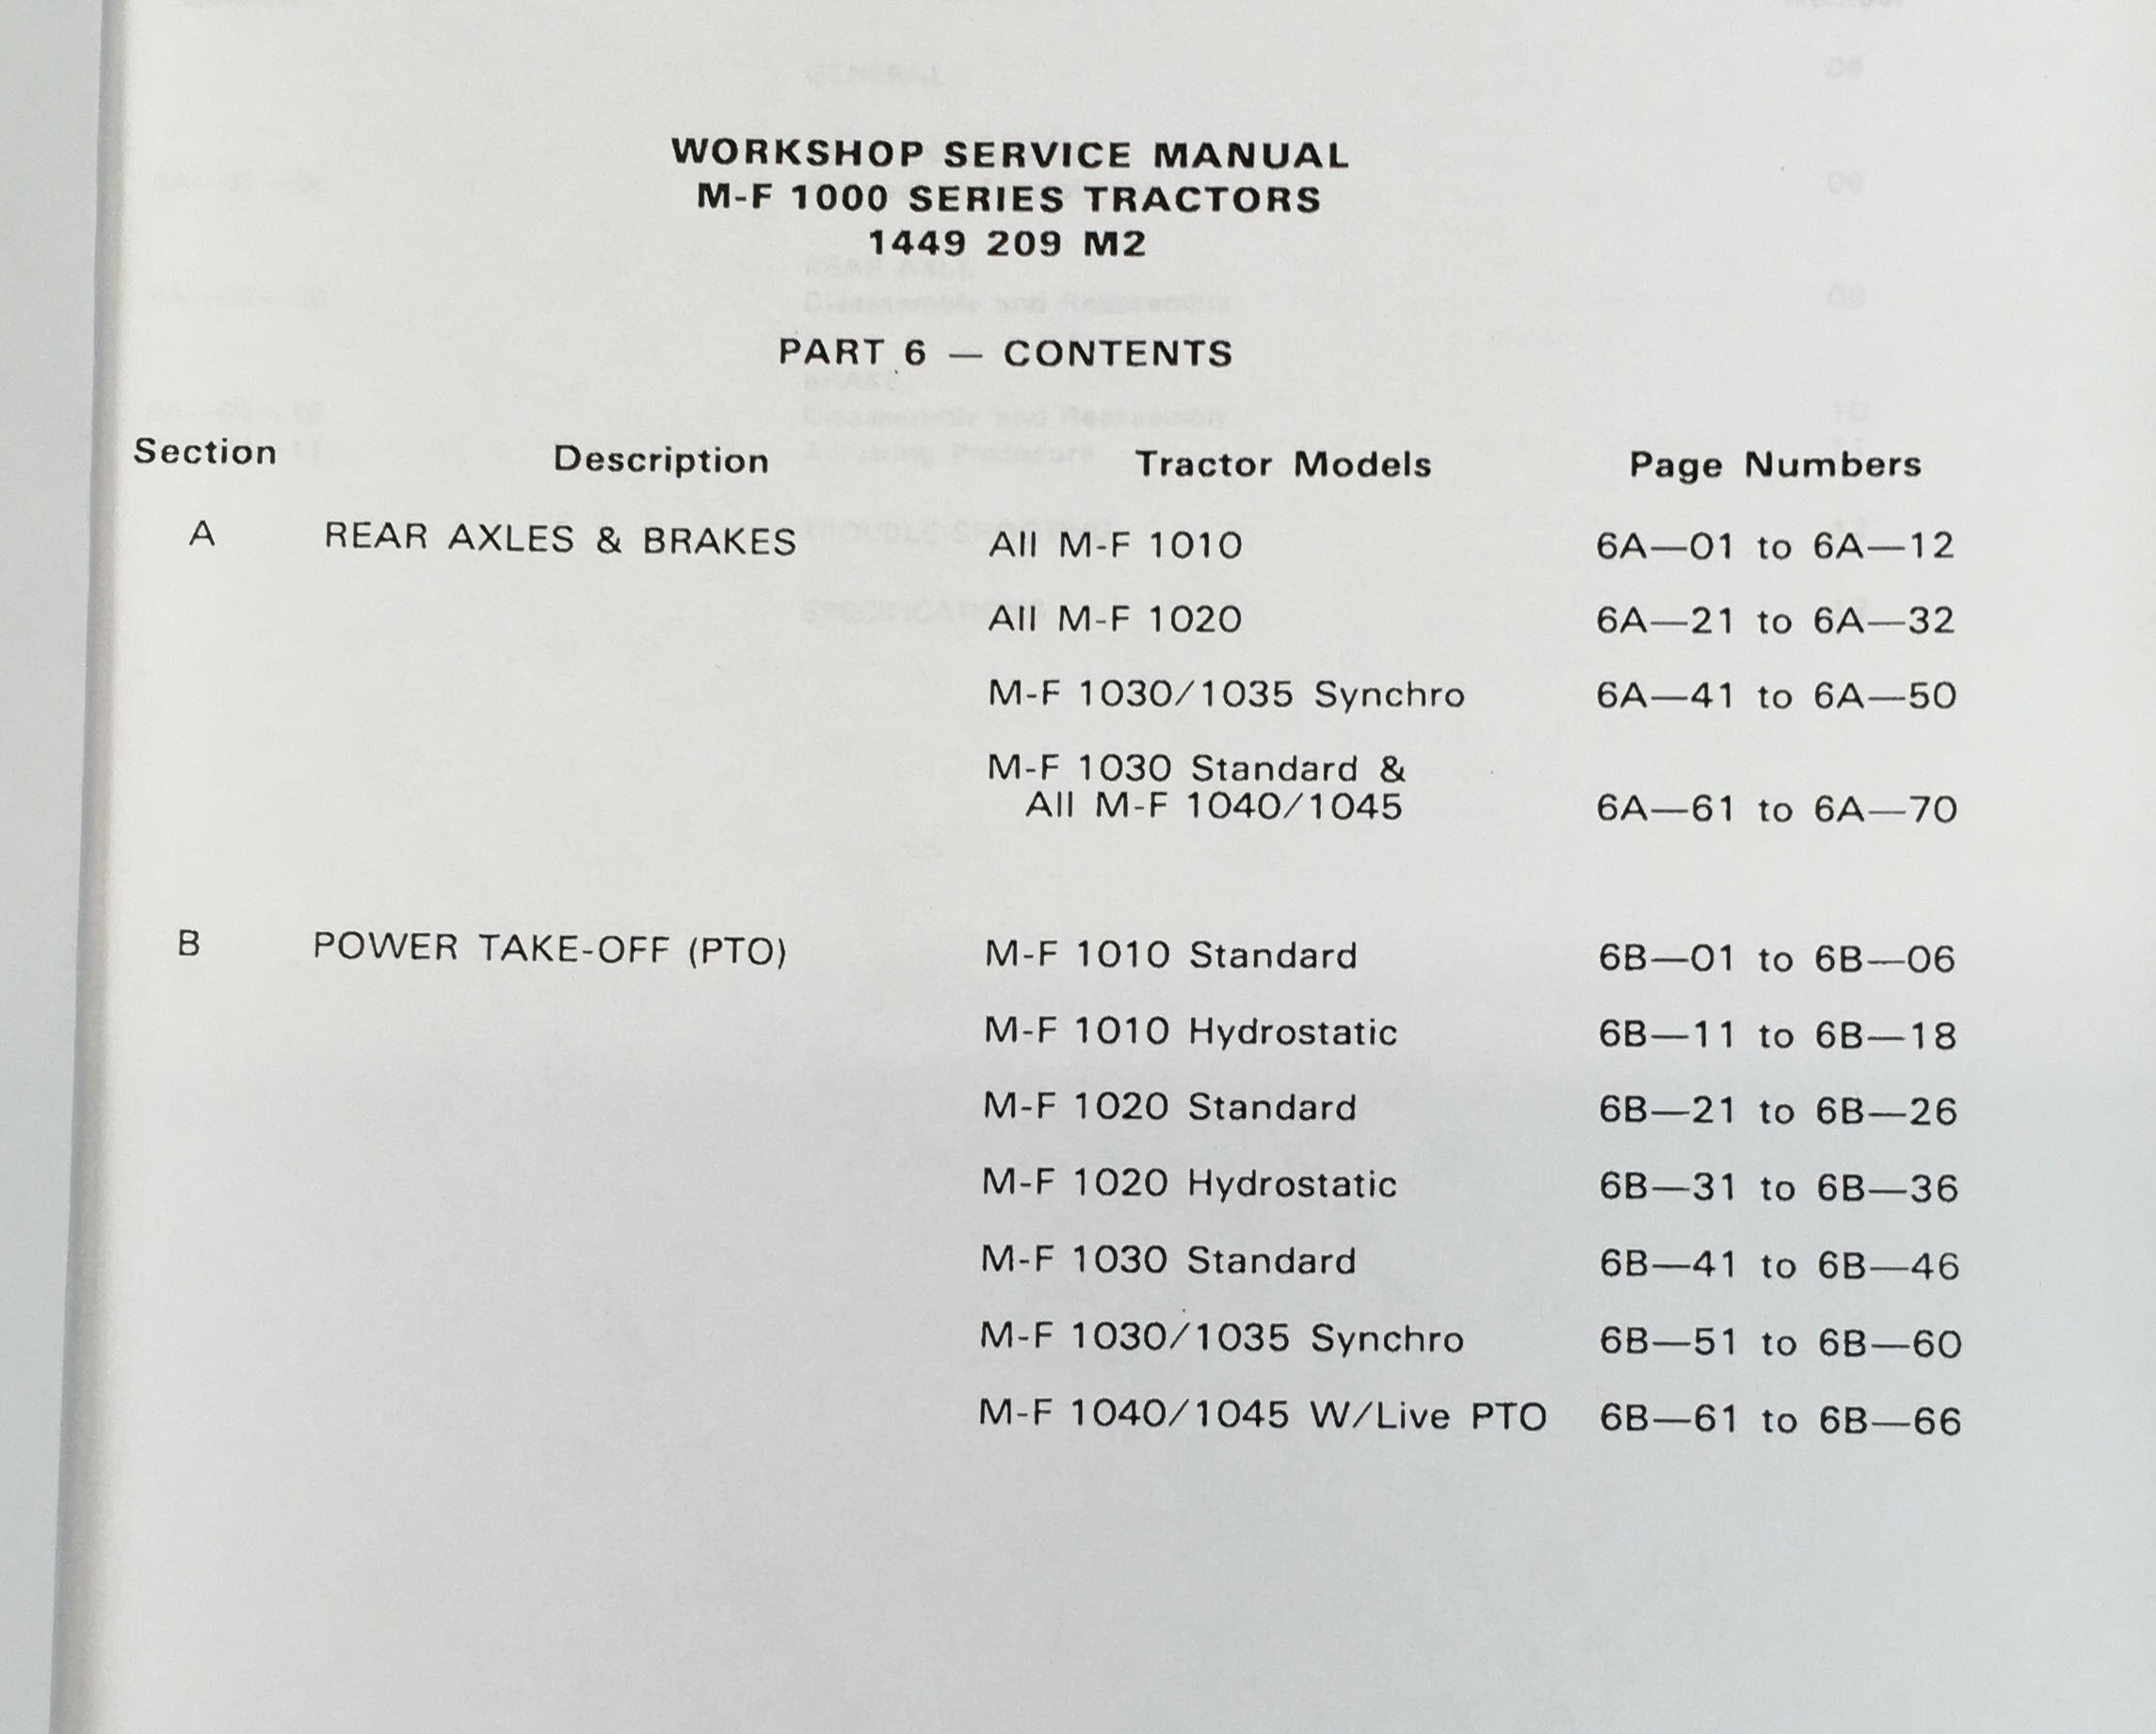 WORKSHOP SERVICE MANUAL
M-F 1000 SERIES TRACTORS
1449 209 M2
PART 6 — CONTENTS
Section Description Tractor Models Page Numbers
A REAR AXLES & BRAKES All M-F 1010 6A—01 to 6A—12
All M-F 1020 6A—21 to 6A—32
M-F 1030/1035 Synchro 6A—41 to 6A—50
M-F 1030 Standard &
All M-F 1040/1045 6A—61 to 6A—70
B POWER TAKE-OFF (PTO) M-F 1010 Standard 6B—01 to 6B—06
M-F 1010 Hydrostatic 6B—11 to 6B—18
M-F 1020 Standard 6B—21 to 6B—26
M-F 1020 Hydrostatic 6B—31 to 6B—36
M-F 1030 Standard 6B—41 to 6B—46
M-F 1030/1035 Synchro 6B—51 to 6B—60
M-F 1040/1045 W/Live PTO 6B—61 to 6B—66